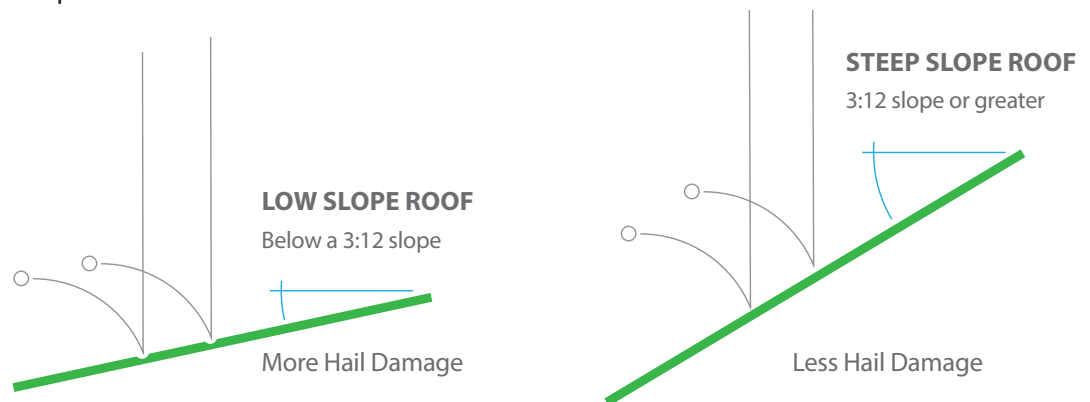 LOW SLOPE ROOF
Below a 3:12 slope
More Hail Damage
STEEP SLOPE ROOF
3:12 slope or greater
Less Hail Damage